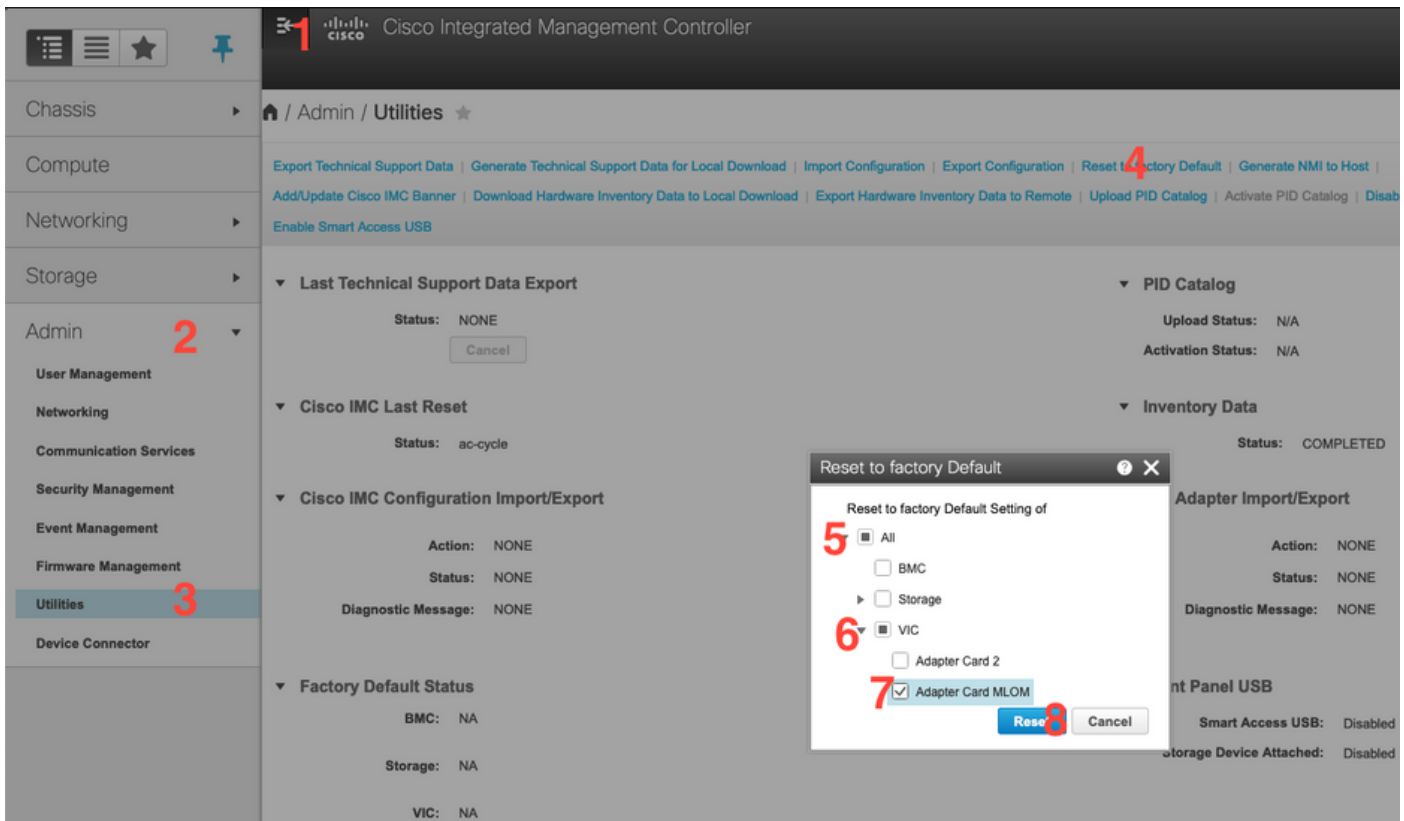 1
cisco Cisco Integrated Management Controller
Chassis
/ Admin / Utilities
Compute
Export Technical Support Data | Generate Technical Support Data for Local Download | Import Configuration | Export Configuration | Reset to factory Default | Generate NMI to Host |
4
Add/Update Cisco IMC Banner | Download Hardware Inventory Data to Local Download | Export Hardware Inventory Data to Remote | Upload PID Catalog | Activate PID Catalog | Disab
Enable Smart Access USB
Networking
Storage
Admin 2
User Management
Networking
Communication Services
Security Management
Event Management
Firmware Management
Utilities 3
Device Connector
Last Technical Support Data Export
Status: NONE
Cancel
Cisco IMC Last Reset
Status: ac-cycle
Cisco IMC Configuration Import/Export
Action: NONE
Status: NONE
Diagnostic Message: NONE
Factory Default Status
BMC: NA
Storage: NA
VIC: NA
PID Catalog
Upload Status: N/A
Activation Status: N/A
Inventory Data
Status: COMPLETED
Adapter Import/Export
Action: NONE
Status: NONE
Diagnostic Message: NONE
nt Panel USB
Smart Access USB: Disabled
Storage Device Attached: Disabled
Reset to factory Default ?
Reset to factory Default Setting of
5 All
BMC
Storage
6 VIC
Adapter Card 2
7 Adapter Card MLOM
Rese 8 Cancel